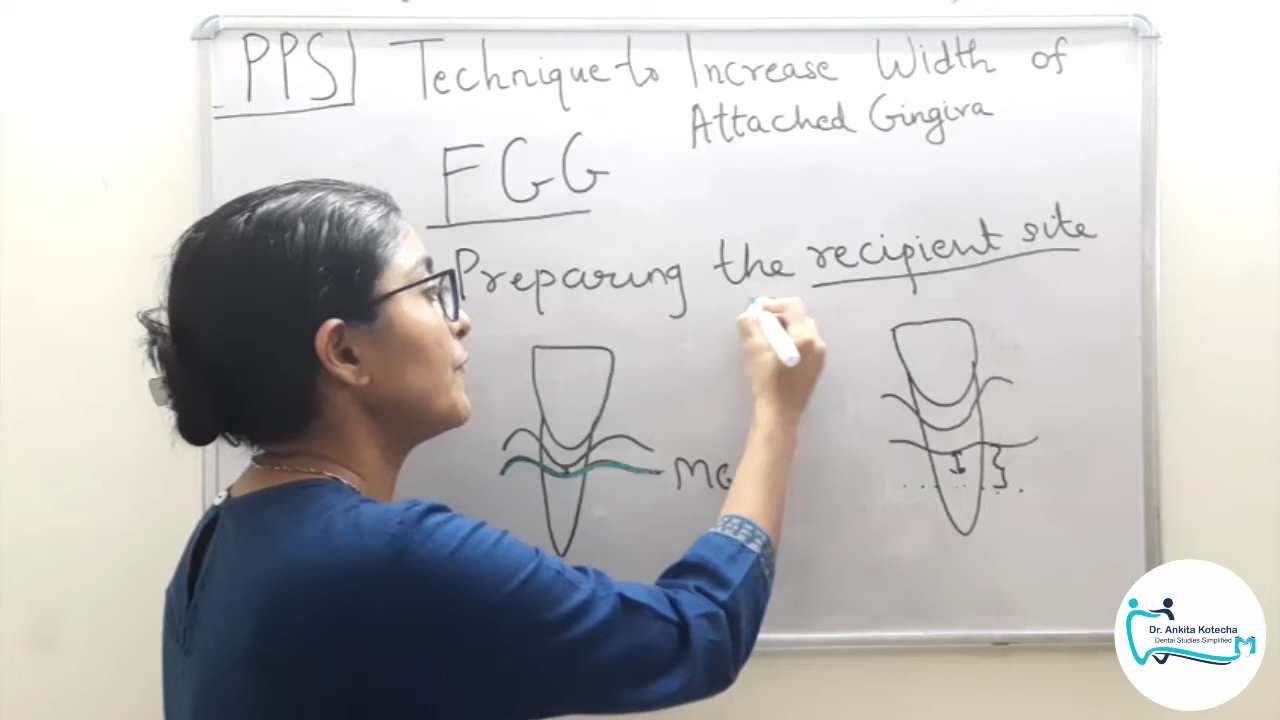 PPS Technique to Increase Width of
Attached Gingiva
FGG
Preparing the recipient site
MG
Dr. Ankita Kotecha
Dental Studies Simplified